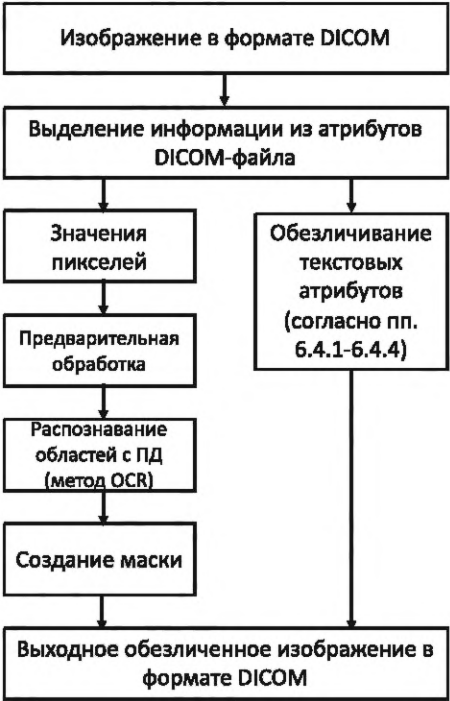 Изображение в формате DICOM
Выделение информации из атрибутов
DICOM-файла
Значения
пикселей
Предварительная
обработка
Распознавание
областей с ПД
(метод OCR)
Создание маски
Обезличивание
текстовых
атрибутов
(согласно пп.
6.4.1-6.4.4)
Выходное обезличенное изображение в
формате DICOM